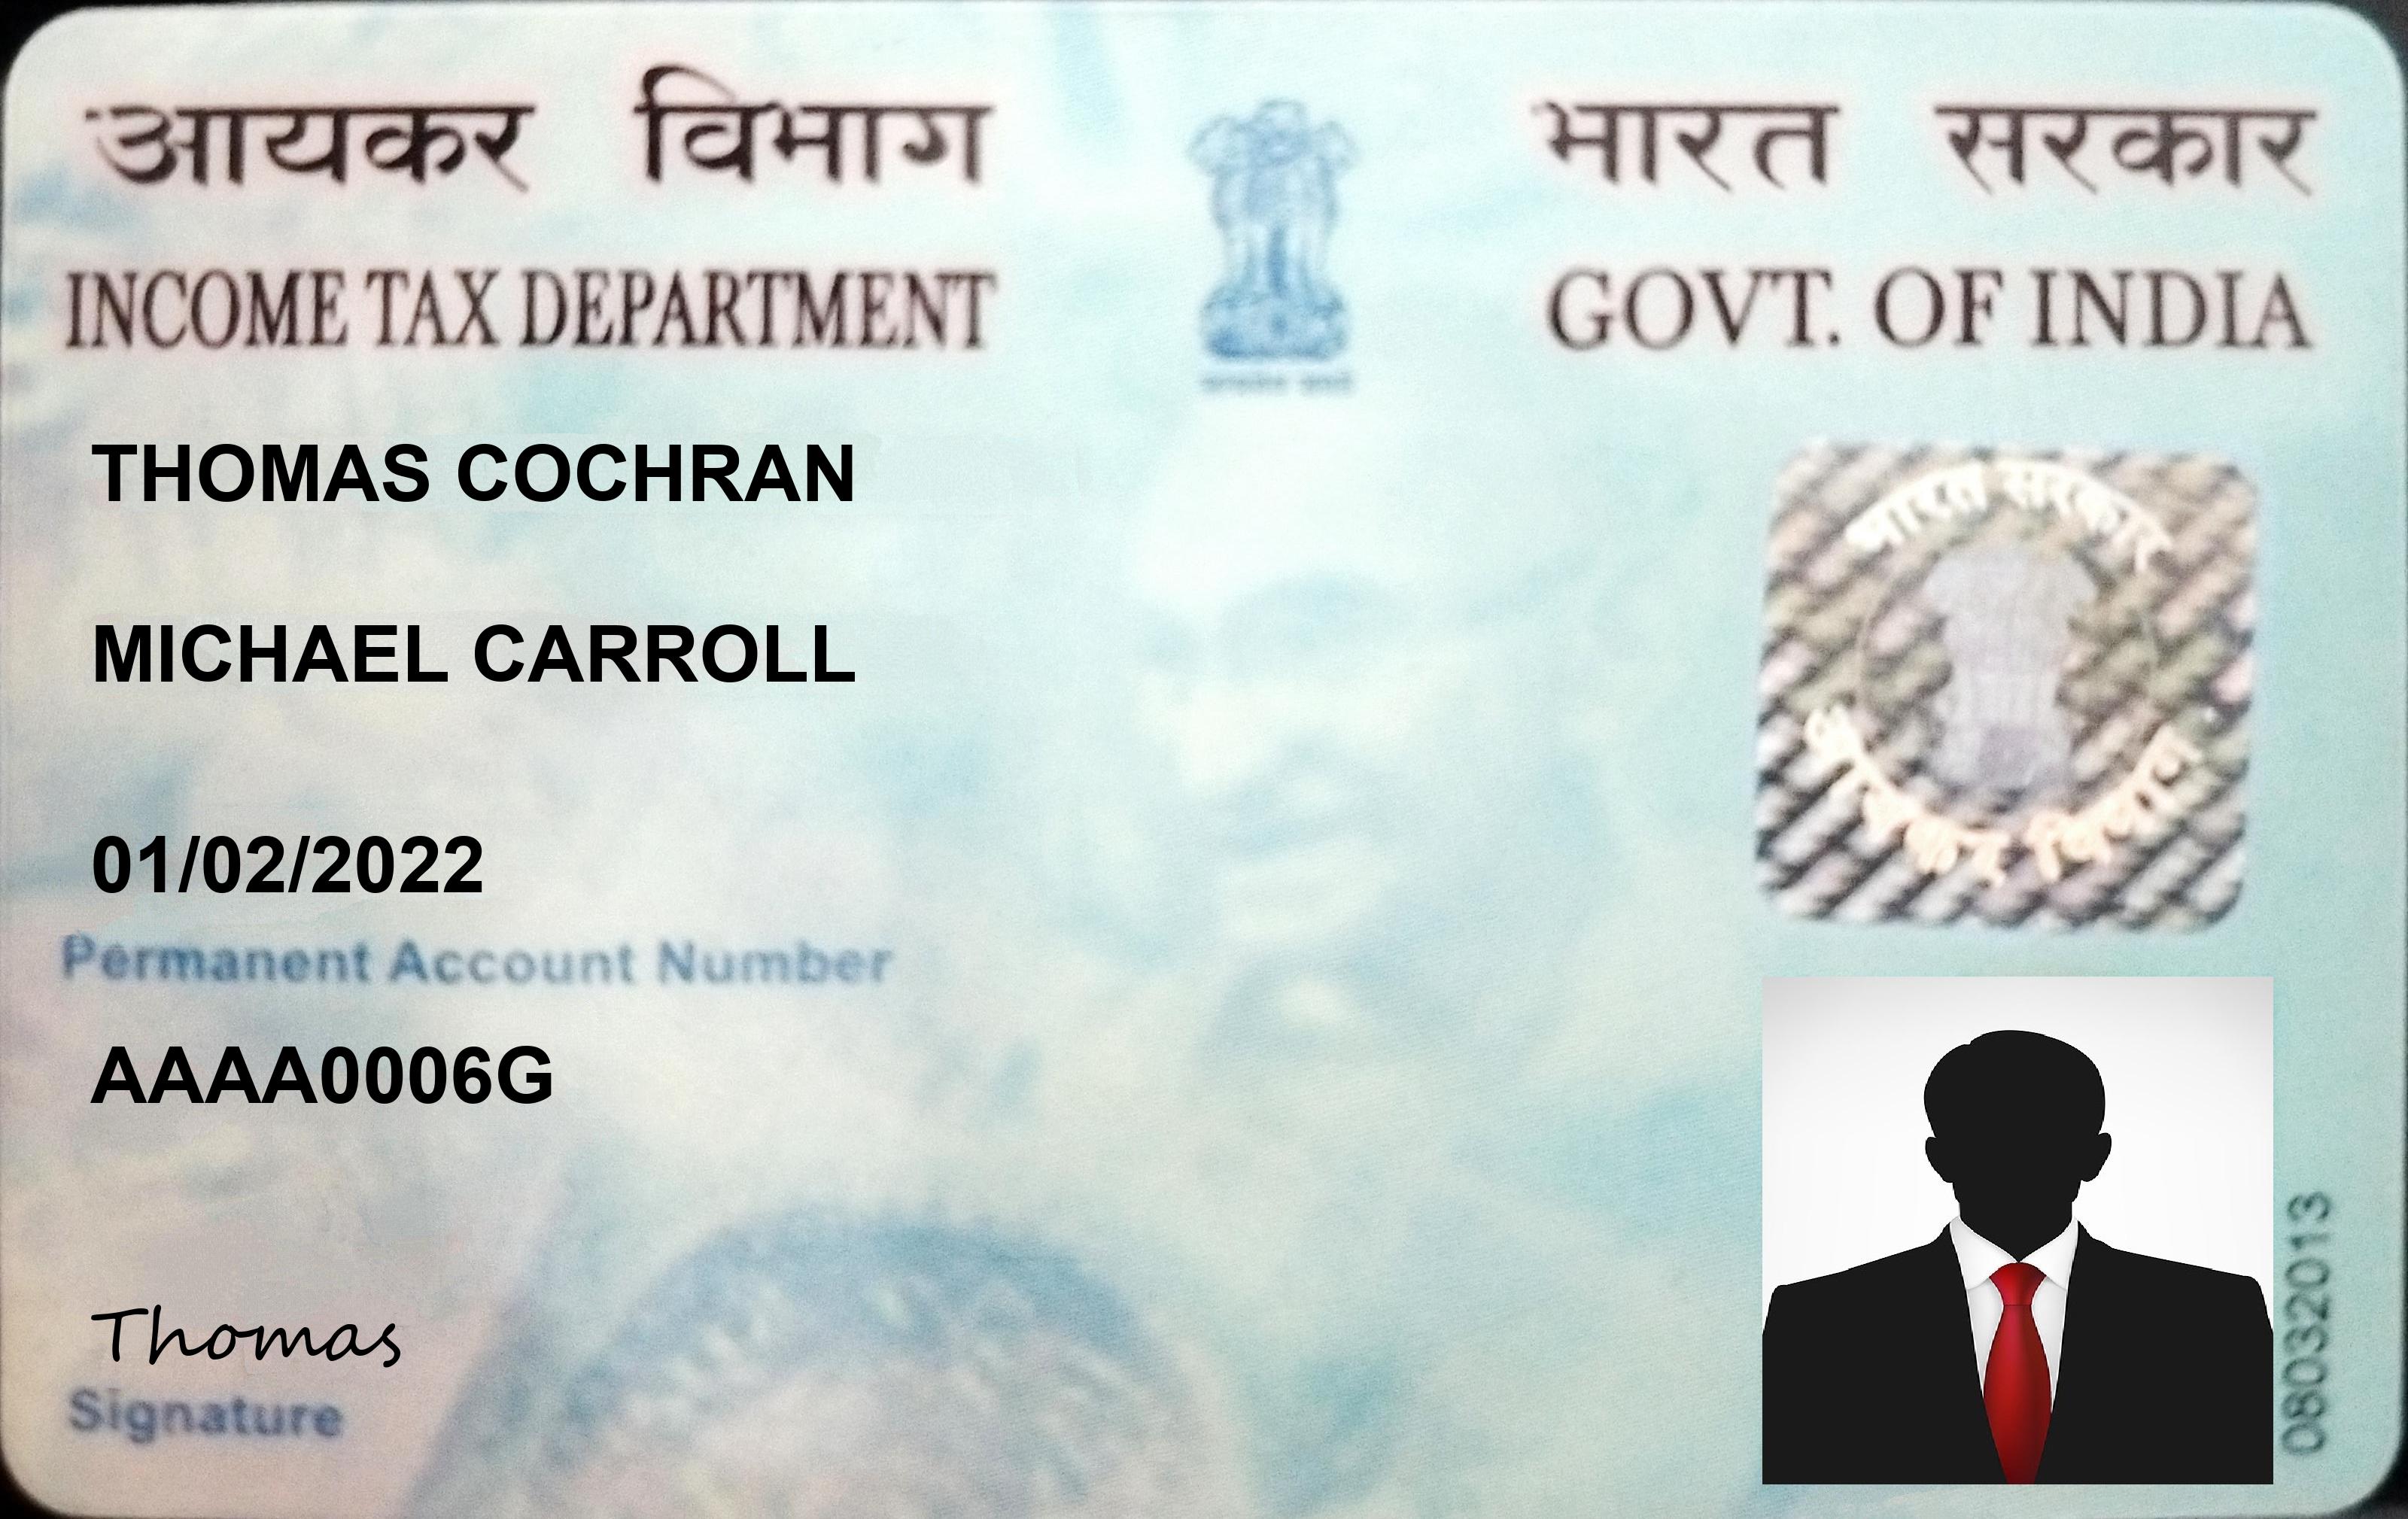 आयकर विभाग
भारत सरकार
INCOME TAX DEPARTMENT
GOVT. OF INDIA
THOMAS COCHRAN
भारत सरकार
MICHAEL CARROLL
आयकर विभाग
01/02/2022
Permanent Account Number
AAAA0006G
Thomas
Signature
08032013